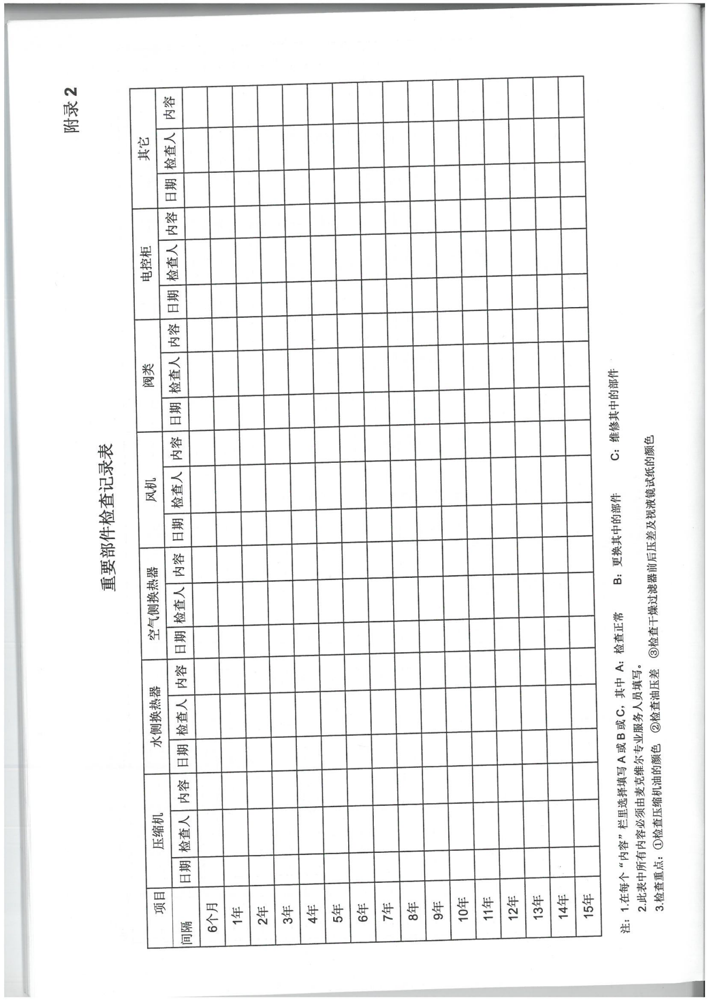 附录 2
重要部件检查记录表
项目 压缩机 水侧换热器 空气侧换热器 风机 阀类 电控柜 其它
间隔 日期 检查人 内容 日期 检查人 内容 日期 检查人 内容 日期 检查人 内容 日期 检查人 内容 日期 检查人 内容 日期 检查人 内容
6个月
1年
2年
3年
4年
5年
6年
7年
8年
9年
10年
11年
12年
13年
14年
15年
注：1.在每个“内容”栏里选择填写 A 或 B 或 C，其中 A：检查正常 B：更换其中的部件 C：维修其中的部件
2.此表中所有内容必须由麦克维尔专业服务人员填写。
3.检查重点：①检查压缩机油的颜色 ②检查油压差 ③检查干燥过滤器前后压差及视液镜试纸的颜色